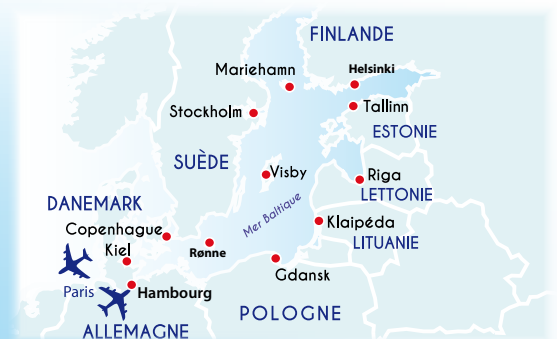 FINLANDE
Mariehamn
Helsinki
Stockholm
Tallinn
ESTONIE
SUÈDE
Visby
Riga
LETTONIE
DANEMARK
Mer Baltique
Copenhague
Klaipéda
Kiel
Rønne
LITUANIE
Gdansk
Paris
Hambourg
POLOGNE
ALLEMAGNE